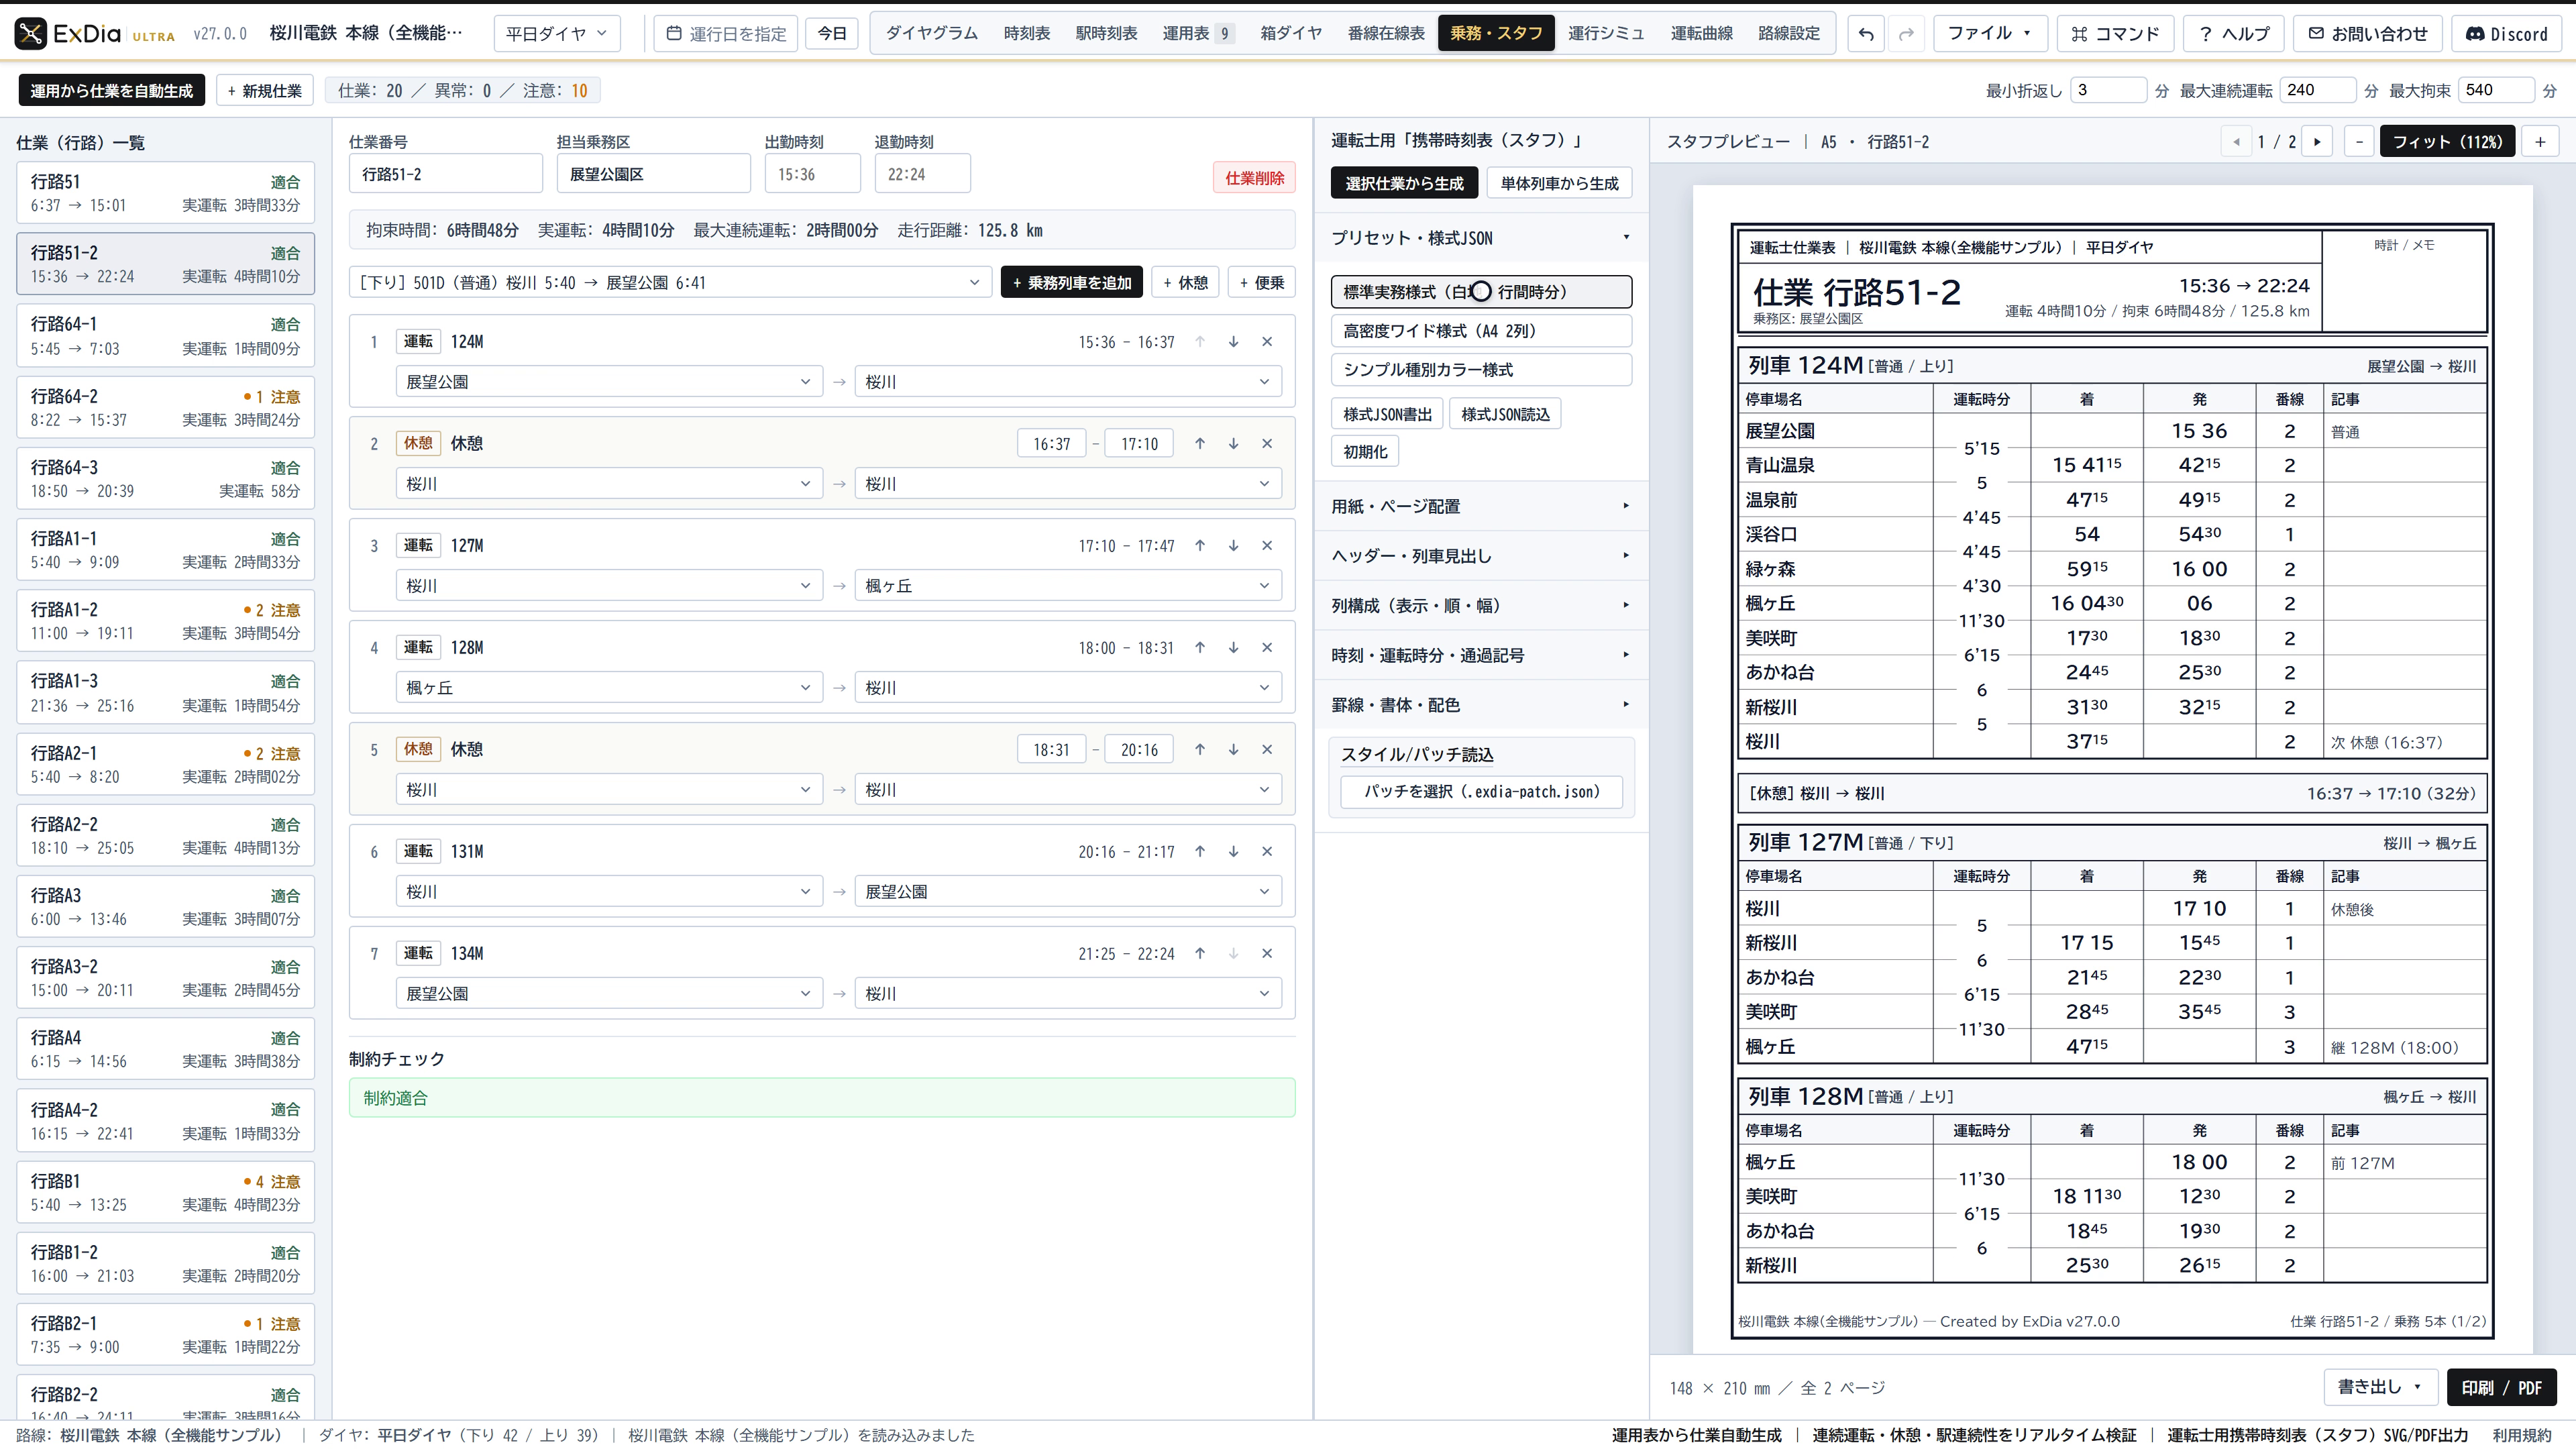 ExDia ULTRA v27.0.0 桜川電鉄 本線（全機能… 平日ダイヤ 運行日を指定 今日 ダイヤグラム 時刻表 駅時刻表 運用表 9 箱ダイヤ 番線在線表 乗務・スタッフ 運行シミュ 運転曲線 路線設定 ファイル ▼ ⌘ コマンド ? ヘルプ お問い合わせ Discord
運用から仕業を自動生成 + 新規仕業 仕業: 20 ／ 異常: 0 ／ 注意: 10 最小折返し 3 分 最大連続運転 240 分 最大拘束 540 分
仕業（行路）一覧
行路51 適合
6:37 → 15:01 実運転 3時間33分
行路51-2 適合
15:36 → 22:24 実運転 4時間10分
行路64-1 適合
5:45 → 7:03 実運転 1時間09分
行路64-2 ●1 注意
8:22 → 15:37 実運転 3時間24分
行路64-3 適合
18:50 → 20:39 実運転 58分
行路A1-1 適合
5:40 → 9:09 実運転 2時間33分
行路A1-2 ●2 注意
11:00 → 19:11 実運転 3時間54分
行路A1-3 適合
21:36 → 25:16 実運転 1時間54分
行路A2-1 ●2 注意
5:40 → 8:20 実運転 2時間02分
行路A2-2 適合
18:10 → 25:05 実運転 4時間13分
行路A3 適合
6:00 → 13:46 実運転 3時間07分
行路A3-2 適合
15:00 → 20:11 実運転 2時間45分
行路A4 適合
6:15 → 14:56 実運転 3時間38分
行路A4-2 適合
16:15 → 22:41 実運転 1時間33分
行路B1 ●4 注意
5:40 → 13:25 実運転 4時間23分
行路B1-2 適合
16:00 → 21:03 実運転 2時間20分
行路B2-1 ●1 注意
7:35 → 9:00 実運転 1時間22分
行路B2-2 適合
16:40 → 24:11 実運転 3時間16分
仕業番号 担当乗務区 出勤時刻 退勤時刻
行路51-2 展望公園区 15:36 22:24 仕業削除
拘束時間: 6時間48分 実運転: 4時間10分 最大連続運転: 2時間00分 走行距離: 125.8 km
[下り] 501D (普通) 桜川 5:40 → 展望公園 6:41 + 乗務列車を追加 + 休憩 + 便乗
1 運転 124M 15:36 − 16:37 ↑ ↓ ×
展望公園 → 桜川
2 休憩 休憩 16:37 − 17:10 ↑ ↓ ×
桜川 → 桜川
3 運転 127M 17:10 − 17:47 ↑ ↓ ×
桜川 → 楓ヶ丘
4 運転 128M 18:00 − 18:31 ↑ ↓ ×
楓ヶ丘 → 桜川
5 休憩 休憩 18:31 − 20:16 ↑ ↓ ×
桜川 → 桜川
6 運転 131M 20:16 − 21:17 ↑ ↓ ×
桜川 → 展望公園
7 運転 134M 21:25 − 22:24 ↑ ↓ ×
展望公園 → 桜川
制約チェック
制約適合
運転士用「携帯時刻表（スタフ）」
選択仕業から生成 単体列車から生成
プリセット・様式JSON ▼
標準実務様式（白 行間時分）
高密度ワイド様式（A4 2列）
シンプル種別カラー様式
様式JSON書出 様式JSON読込
初期化
用紙・ページ配置 ▶
ヘッダー・列車見出し ▶
列構成（表示・順・幅） ▶
時刻・運転時分・通過記号 ▶
罫線・書体・配色 ▶
スタイル/パッチ読込
パッチを選択（.exdia-patch.json）
スタフプレビュー | A5 ・ 行路51-2 ◀ 1 / 2 ▶ − フィット (112%) +
運転士仕業表 | 桜川電鉄 本線(全機能サンプル) | 平日ダイヤ 時計 / メモ
仕業 行路51-2 15:36 → 22:24
乗務区: 展望公園区 運転 4時間10分 / 拘束 6時間48分 / 125.8 km
列車 124M [普通 / 上り] 展望公園 → 桜川
停車場名 運転時分 着 発 番線 記事
展望公園 15 36 2 普通
5'15
青山温泉 15 41¹⁵ 42¹⁵ 2
5
温泉前 47¹⁵ 49¹⁵ 2
4'45
渓谷口 54 54³⁰ 1
4'45
緑ヶ森 59¹⁵ 16 00 2
4'30
楓ヶ丘 16 04³⁰ 06 2
11'30
美咲町 17³⁰ 18³⁰ 2
6'15
あかね台 24⁴⁵ 25³⁰ 2
6
新桜川 31³⁰ 32¹⁵ 2
5
桜川 37¹⁵ 2 次 休憩 (16:37)
[休憩] 桜川 → 桜川 16:37 → 17:10 (32分)
列車 127M [普通 / 下り] 桜川 → 楓ヶ丘
停車場名 運転時分 着 発 番線 記事
桜川 17 10 1 休憩後
5
新桜川 17 15 15⁴⁵ 1
6
あかね台 21⁴⁵ 22³⁰ 1
6'15
美咲町 28⁴⁵ 35⁴⁵ 3
11'30
楓ヶ丘 47¹⁵ 3 継 128M (18:00)
列車 128M [普通 / 上り] 楓ヶ丘 → 桜川
停車場名 運転時分 着 発 番線 記事
楓ヶ丘 18 00 2 前 127M
11'30
美咲町 18 11³⁰ 12³⁰ 2
6'15
あかね台 18⁴⁵ 19³⁰ 2
6
新桜川 25³⁰ 26¹⁵ 2
桜川電鉄 本線(全機能サンプル) — Created by ExDia v27.0.0 仕業 行路51-2 / 乗務 5本 (1/2)
148 × 210 mm ／ 全 2 ページ 書き出し ▼ 印刷 / PDF
路線: 桜川電鉄 本線（全機能サンプル） | ダイヤ: 平日ダイヤ（下り 42 / 上り 39） | 桜川電鉄 本線（全機能サンプル）を読み込みました 運用表から仕業自動生成 | 連続運転・休憩・駅連続性をリアルタイム検証 | 運転士用携帯時刻表（スタフ）SVG/PDF出力 利用規約